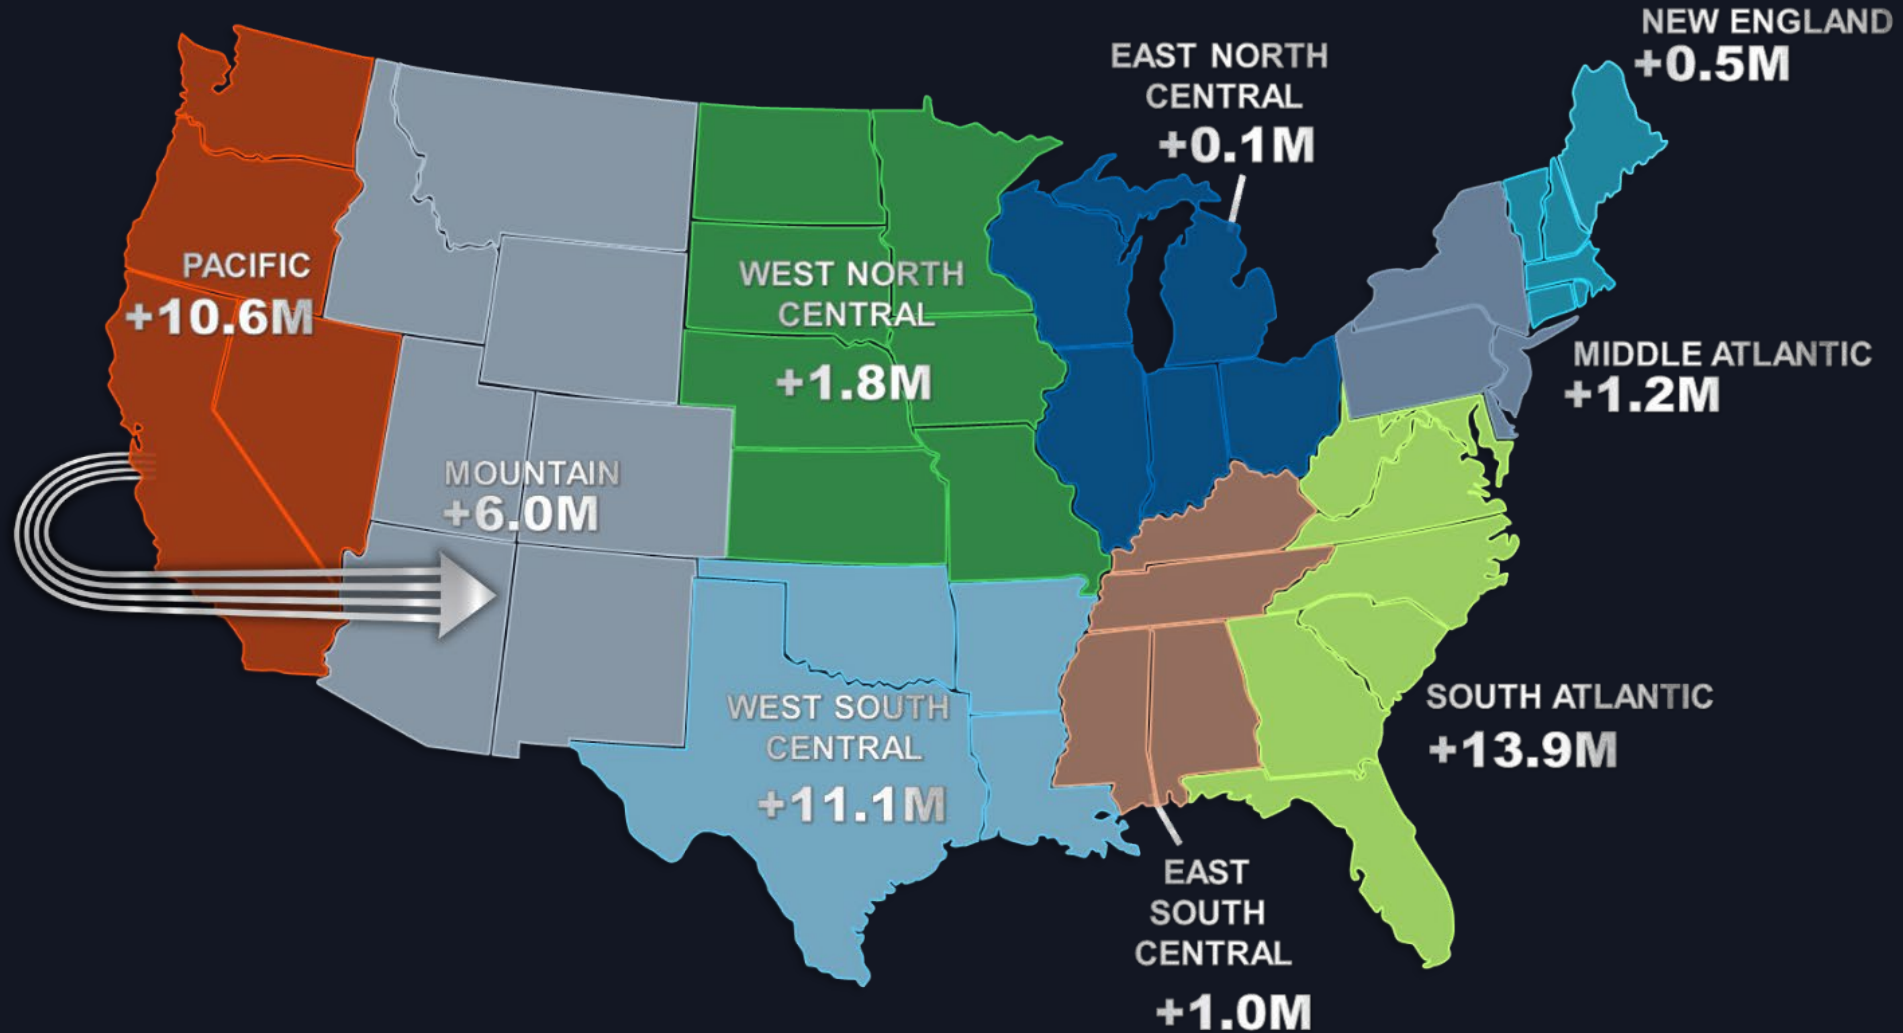 NEW ENGLAND
+0.5M
EAST NORTH
CENTRAL
+0.1M
PACIFIC
+10.6M
WEST NORTH
CENTRAL
+1.8M
MIDDLE ATLANTIC
+1.2M
MOUNTAIN
+6.0M
WEST SOUTH
CENTRAL
+11.1M
SOUTH ATLANTIC
+13.9M
EAST
SOUTH
CENTRAL
+1.0M